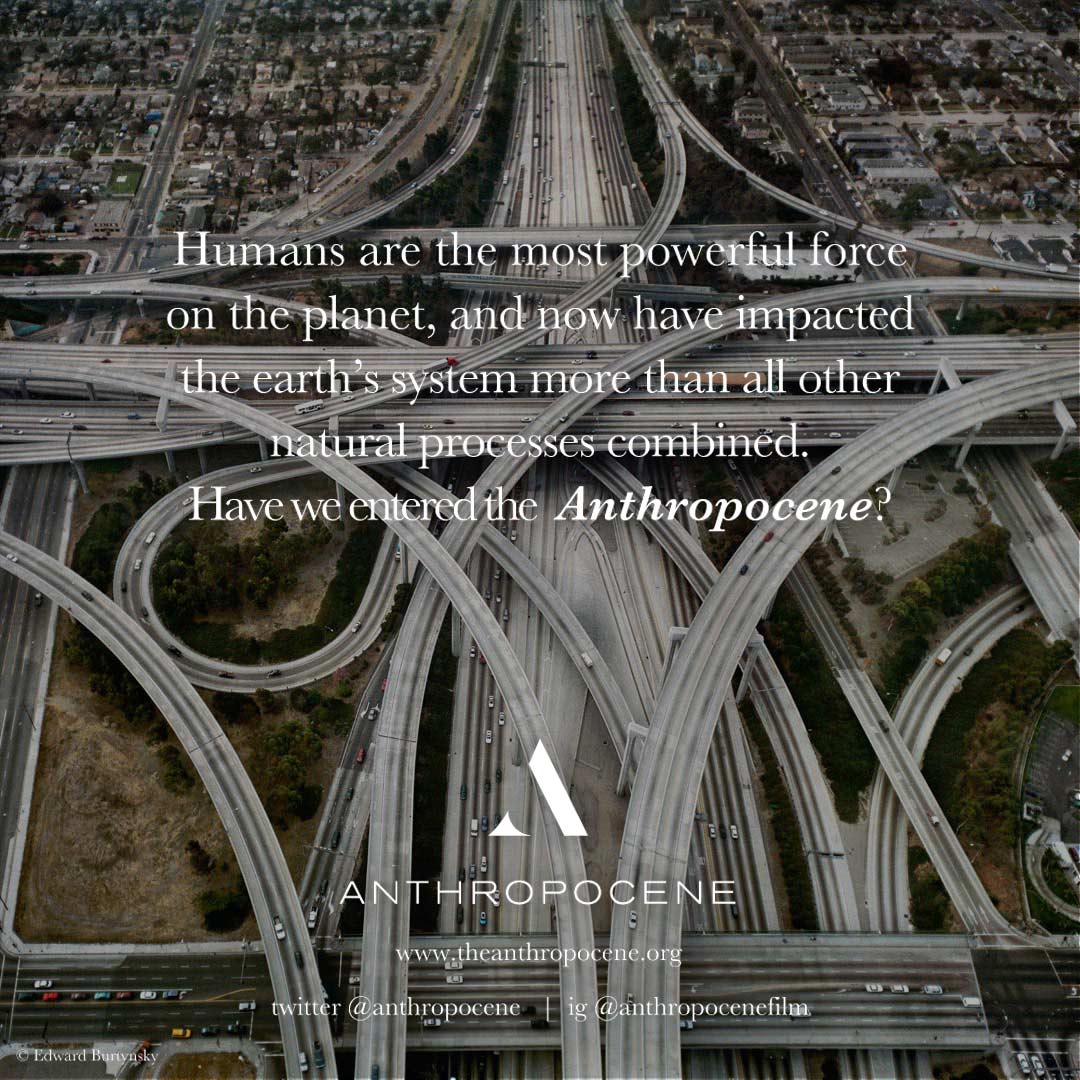 Humans are the most powerful force
on the planet, and now have impacted
the earth's system more than all other
natural processes combined.
Have we entered the Anthropocene?
ANTHROPOCENE
www.theanthropocene.org
twitter @anthropocene | ig @anthropocenefilm
© Edward Burtynsky